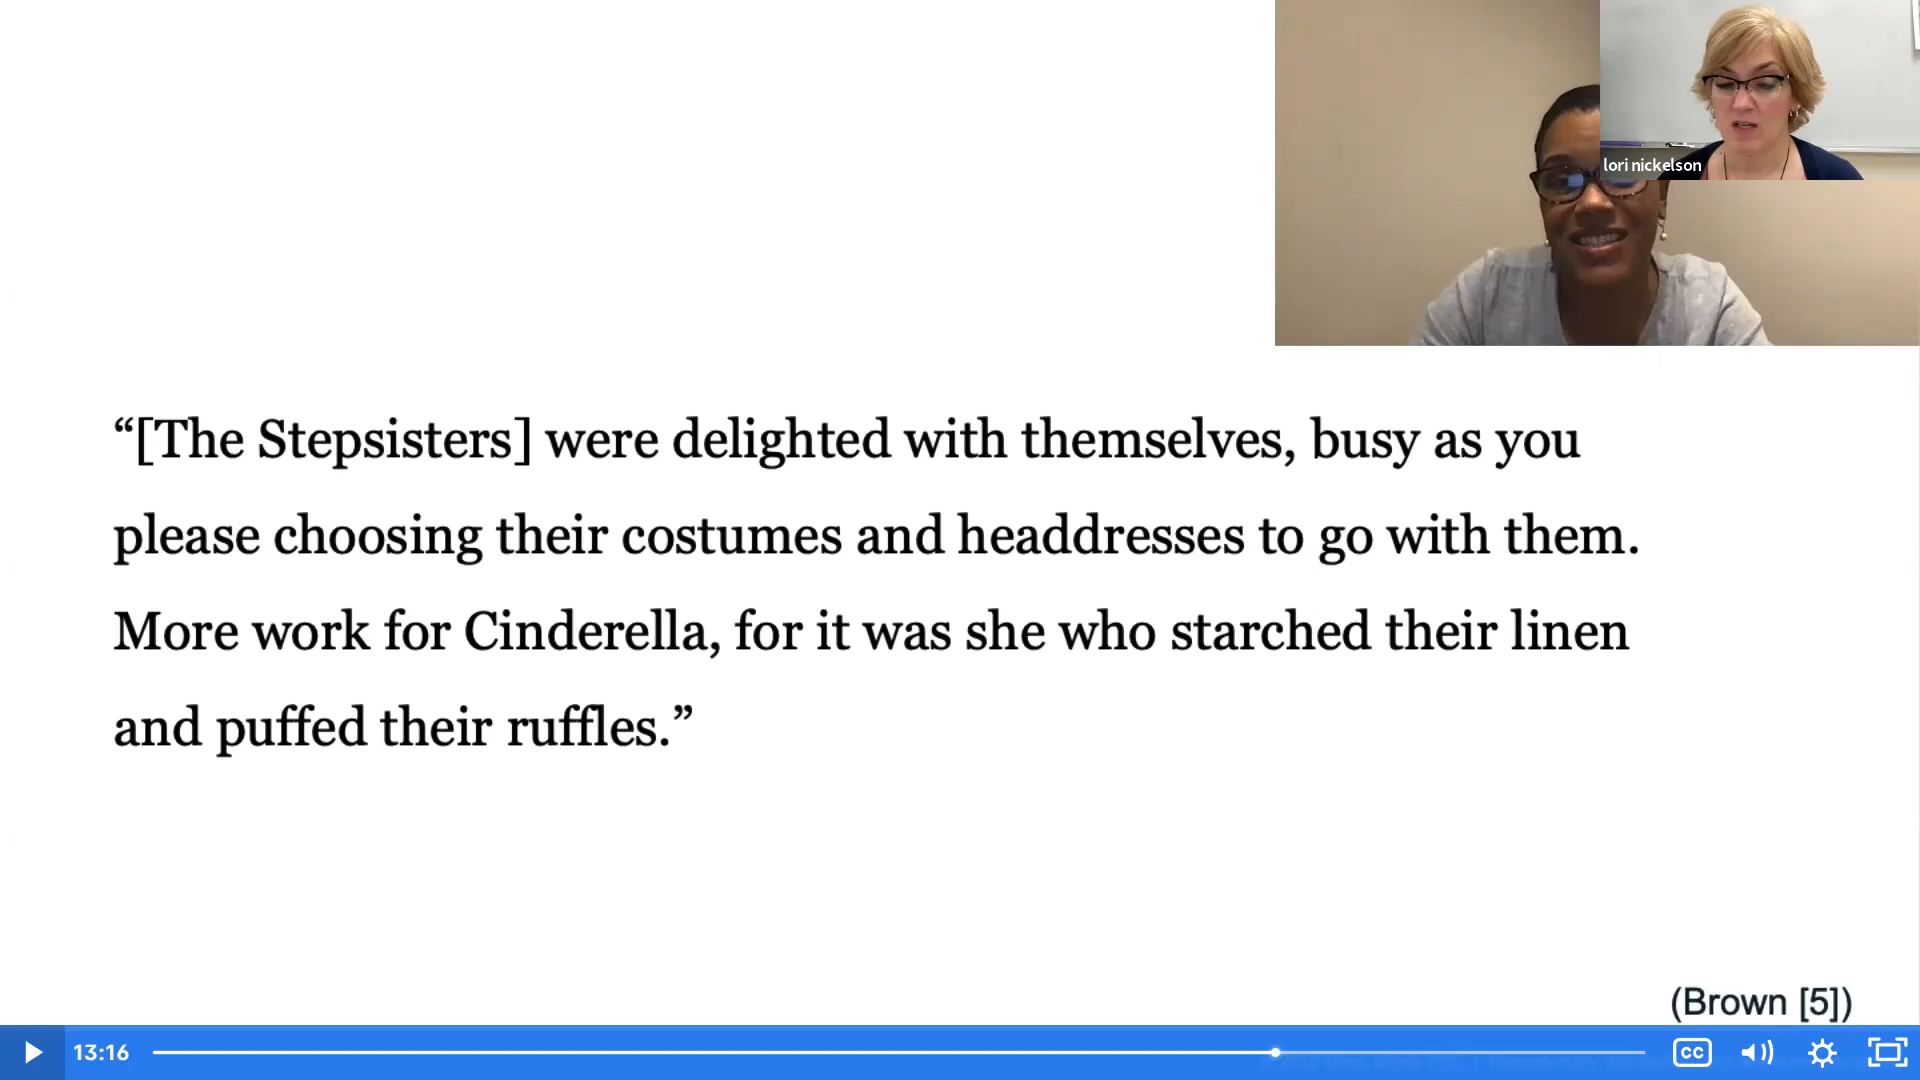 lori nickelson
“[The Stepsisters] were delighted with themselves, busy as you
please choosing their costumes and headdresses to go with them.
More work for Cinderella, for it was she who starched their linen
and puffed their ruffles.”
(Brown [5])
13:16
CC